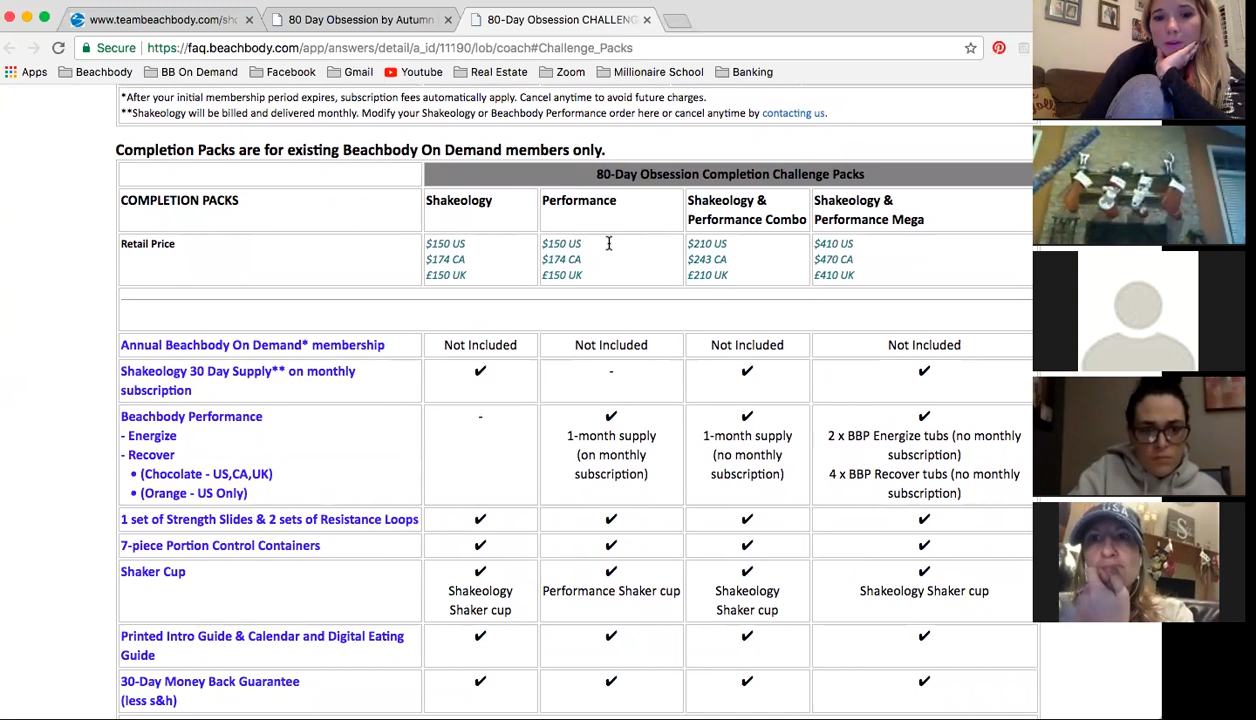 www.teambeachbody.com/sho
80 Day Obsession by Autumn
80-Day Obsession CHALLENG
Secure
https://faq.beachbody.com/app/answers/detail/a_id/11190/lob/coach#Challenge_Packs
Apps
Beachbody
BB On Demand
Facebook
Gmail
YouTube
Real Estate
Zoom
Millionaire School
Banking
*After your initial membership period expires, subscription fees automatically apply. Cancel anytime to avoid future charges.
**Shakeology will be billed and delivered monthly. Modify your Shakeology or Beachbody Performance order here or cancel anytime by contacting us.
Completion Packs are for existing Beachbody On Demand members only.
80-Day Obsession Completion Challenge Packs
COMPLETION PACKS
Shakeology
Performance
Shakeology &
Performance Combo
Shakeology &
Performance Mega
Retail Price
$150 US
$174 CA
£150 UK
$150 US
$174 CA
£150 UK
$210 US
$243 CA
£210 UK
$410 US
$470 CA
£410 UK
Annual Beachbody On Demand* membership
Not Included
Not Included
Not Included
Not Included
Shakeology 30 Day Supply** on monthly
subscription
✔
-
✔
✔
Beachbody Performance
- Energize
- Recover
• (Chocolate - US,CA,UK)
• (Orange - US Only)
-
✔
1-month supply
(on monthly
subscription)
✔
1-month supply
(no monthly
subscription)
✔
2 x BBP Energize tubs (no monthly
subscription)
4 x BBP Recover tubs (no monthly
subscription)
1 set of Strength Slides & 2 sets of Resistance Loops
✔
✔
✔
✔
7-piece Portion Control Containers
✔
✔
✔
✔
Shaker Cup
✔
Shakeology
Shaker cup
✔
Performance Shaker cup
✔
Shakeology
Shaker cup
✔
Shakeology Shaker cup
Printed Intro Guide & Calendar and Digital Eating
Guide
✔
✔
✔
✔
30-Day Money Back Guarantee
(less s&h)
✔
✔
✔
✔
USA
S